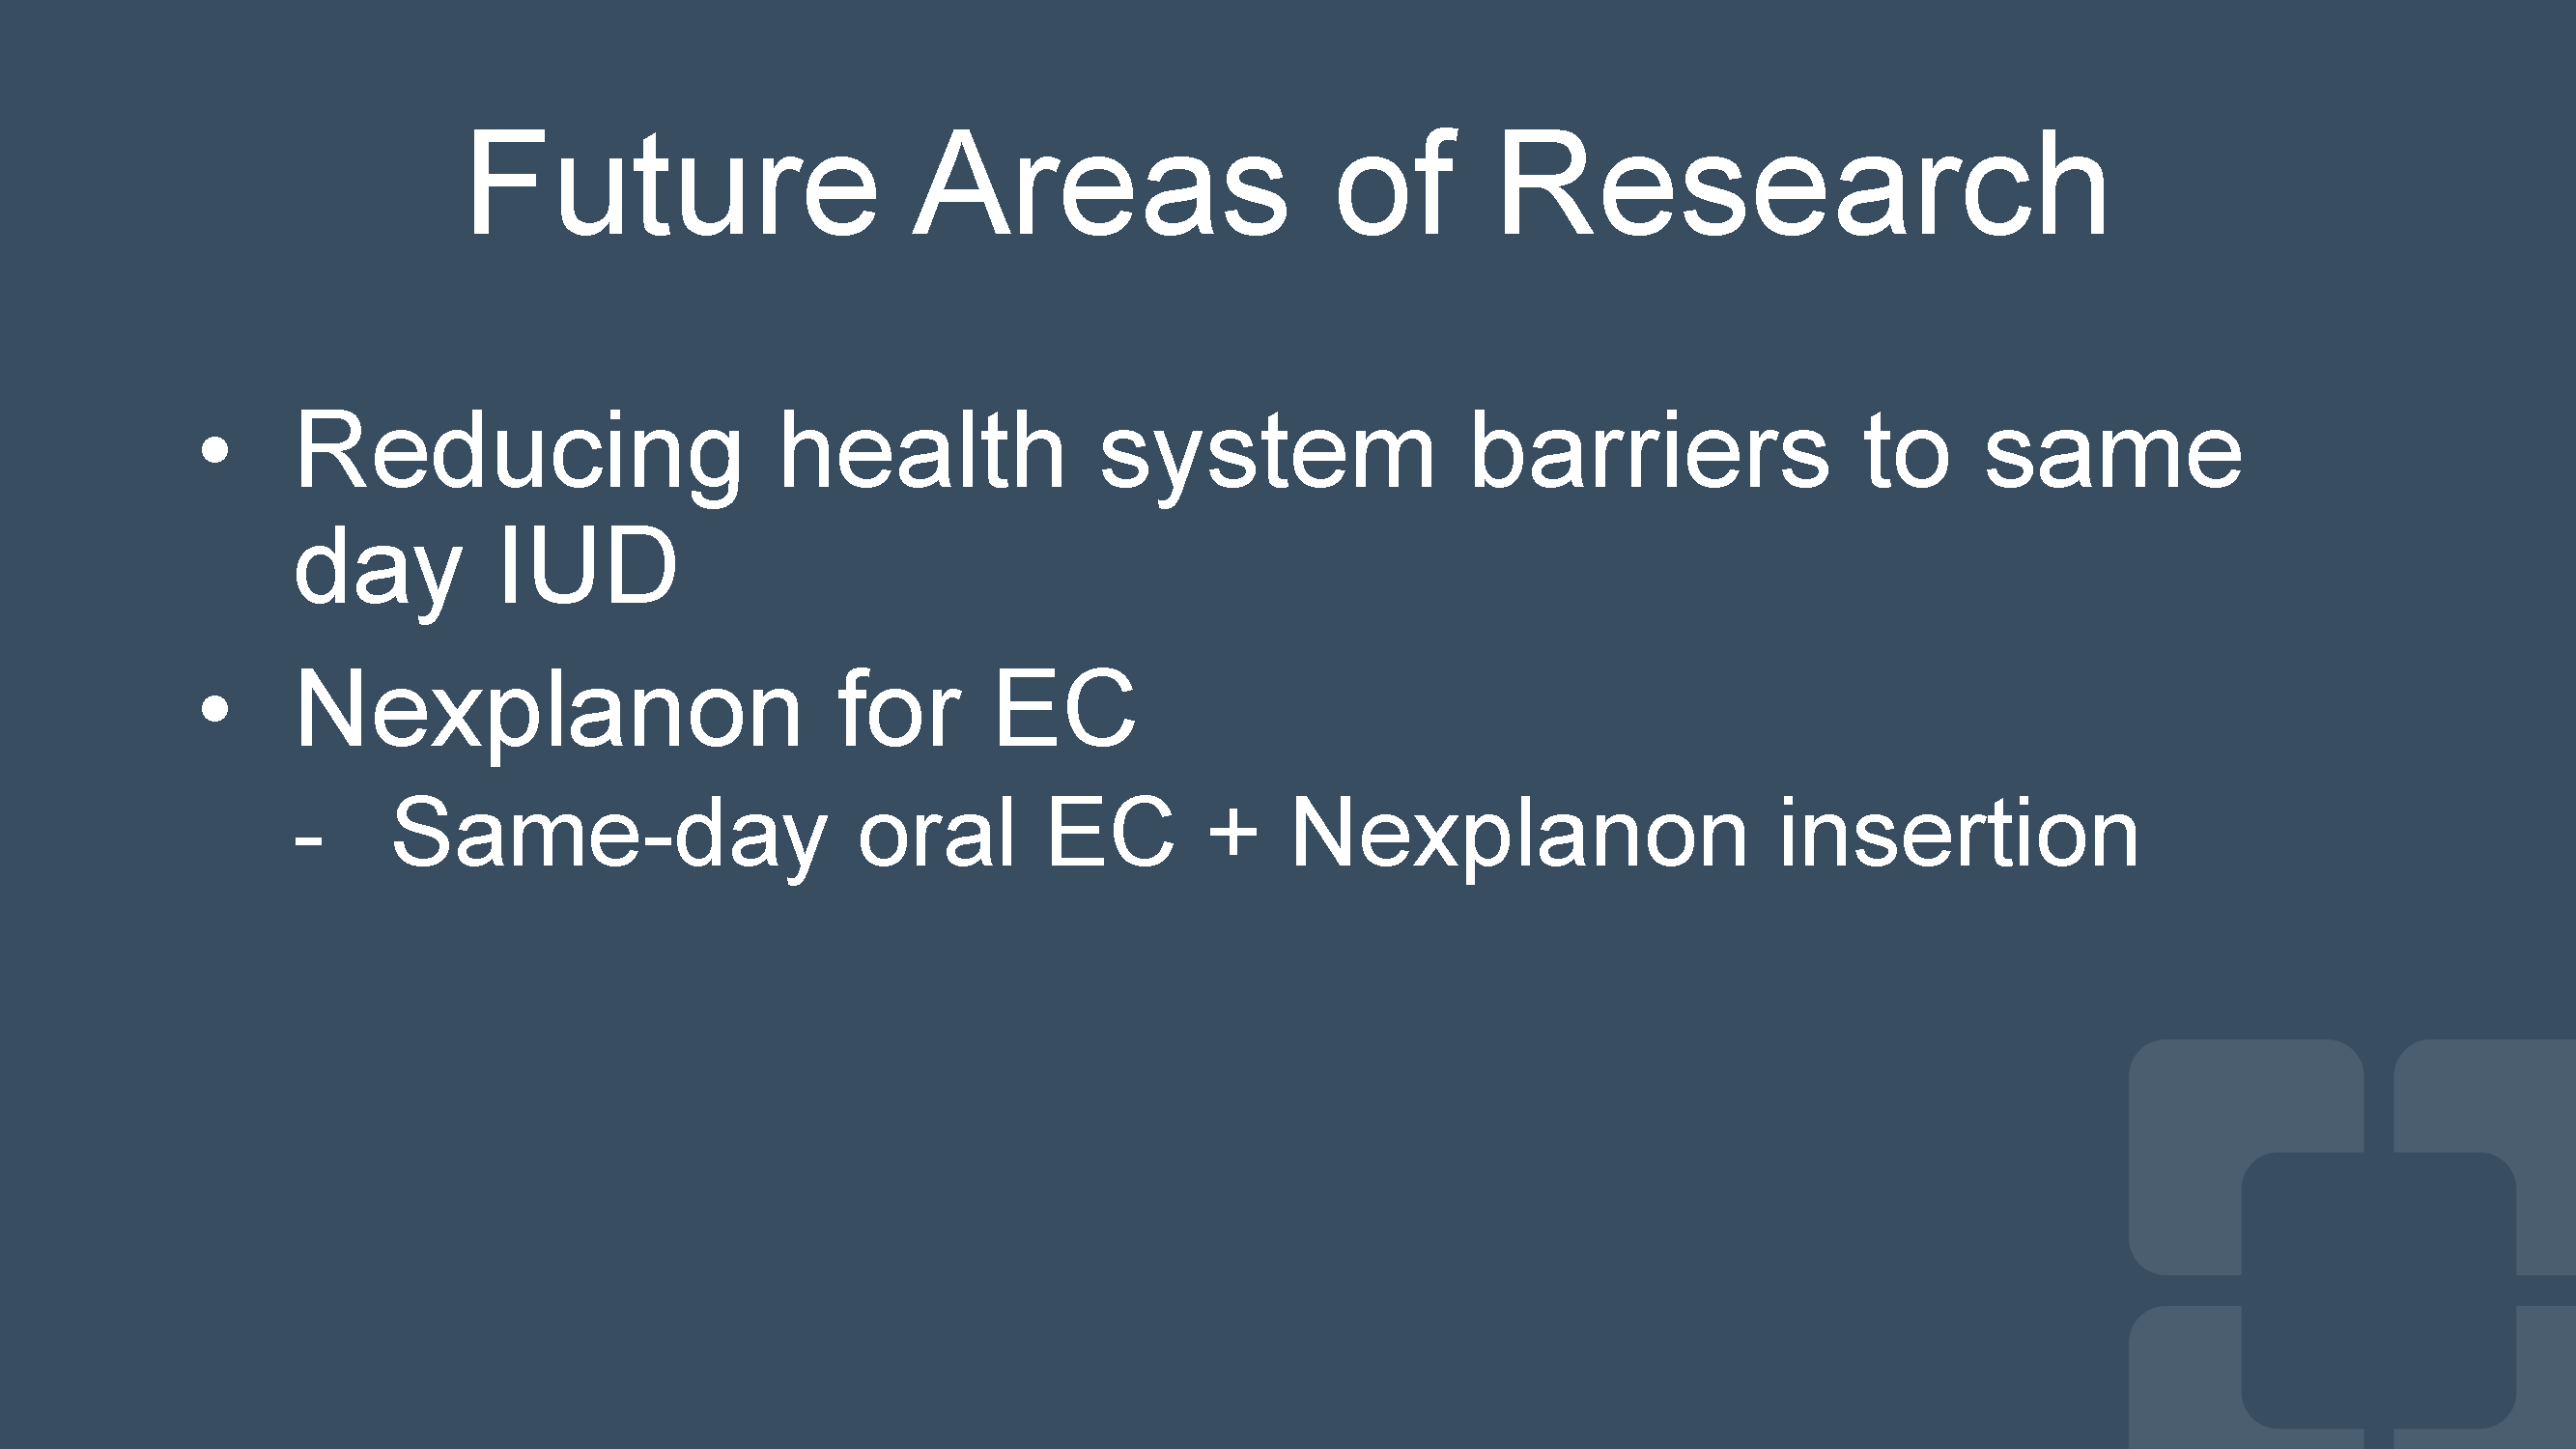 Future Areas of Research
• Reducing health system barriers to same
day IUD
• Nexplanon for EC
- Same-day oral EC + Nexplanon insertion